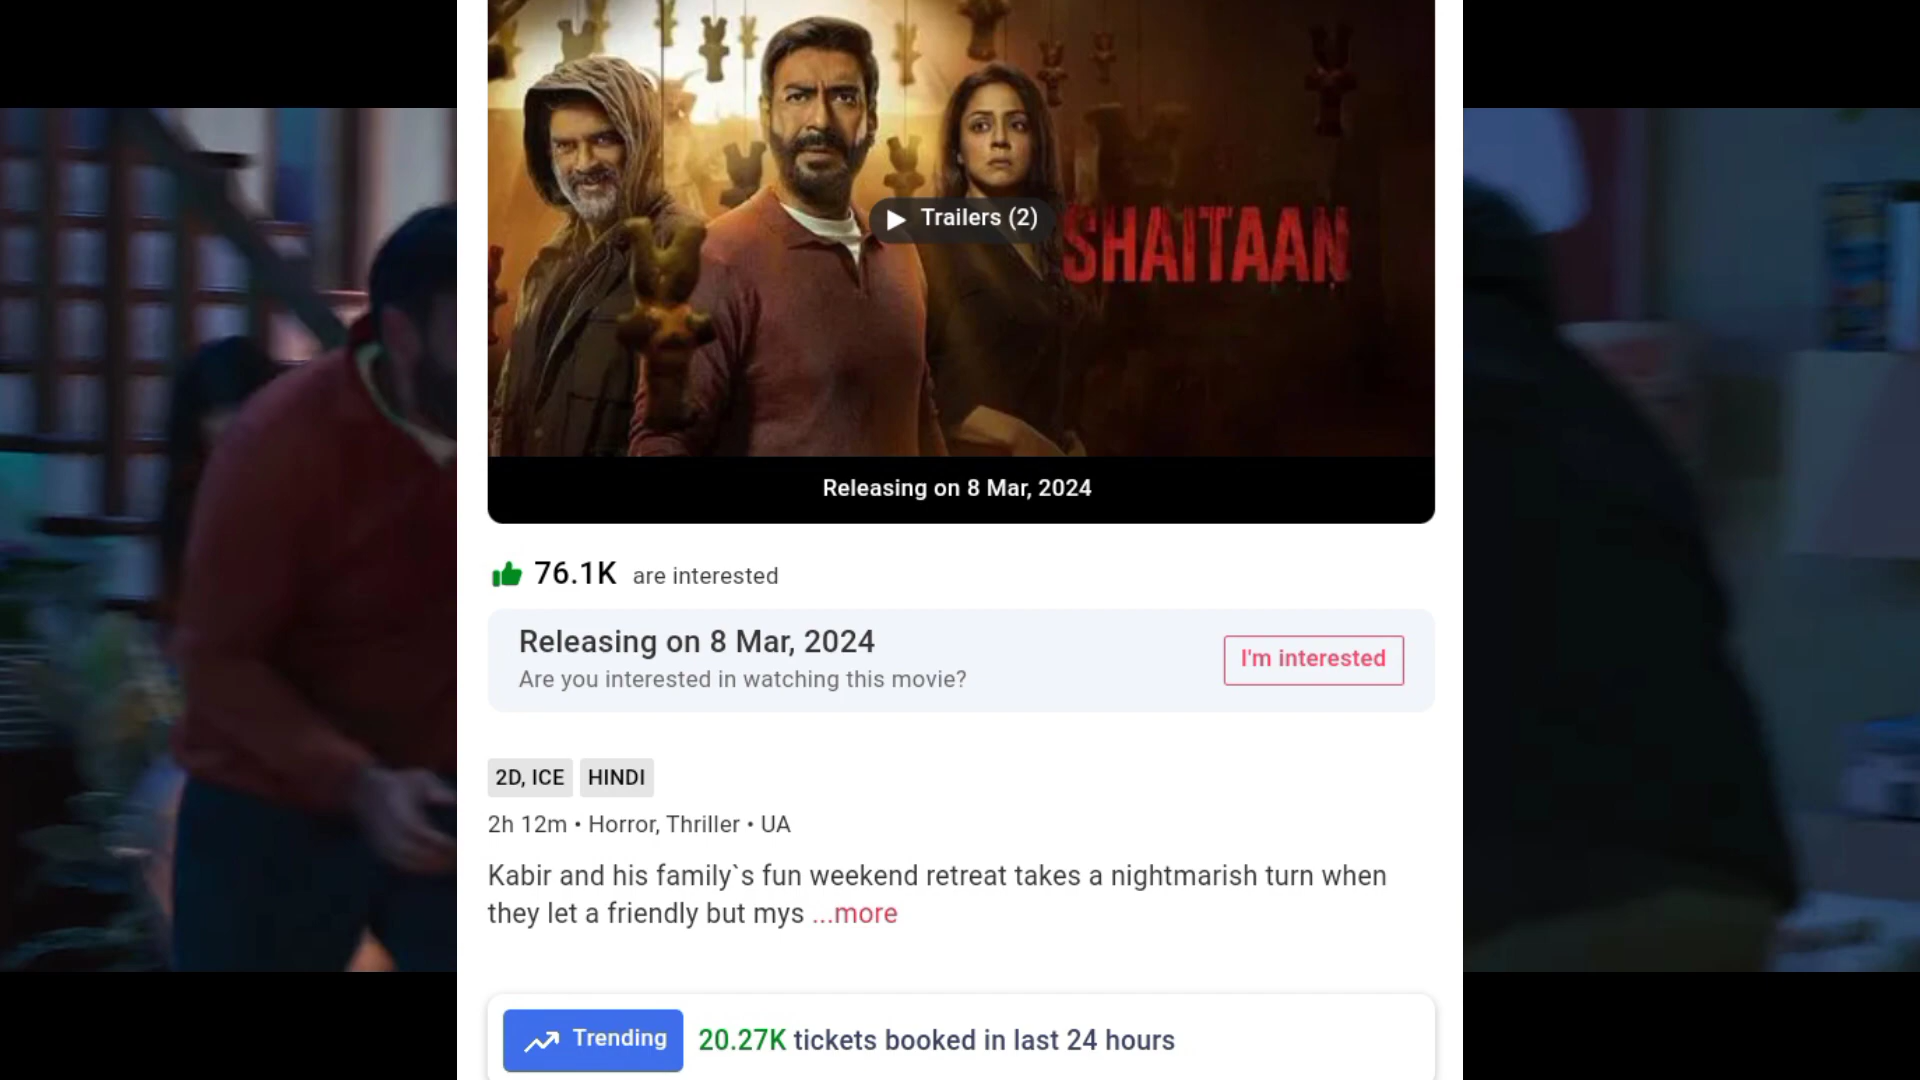 Trailers (2)
SHAITAAN
Releasing on 8 Mar, 2024
76.1K are interested
Releasing on 8 Mar, 2024
I'm interested
Are you interested in watching this movie?
2D, ICE HINDI
2h 12m • Horror, Thriller • UA
Kabir and his family`s fun weekend retreat takes a nightmarish turn when
they let a friendly but mys ...more
Trending 20.27K tickets booked in last 24 hours